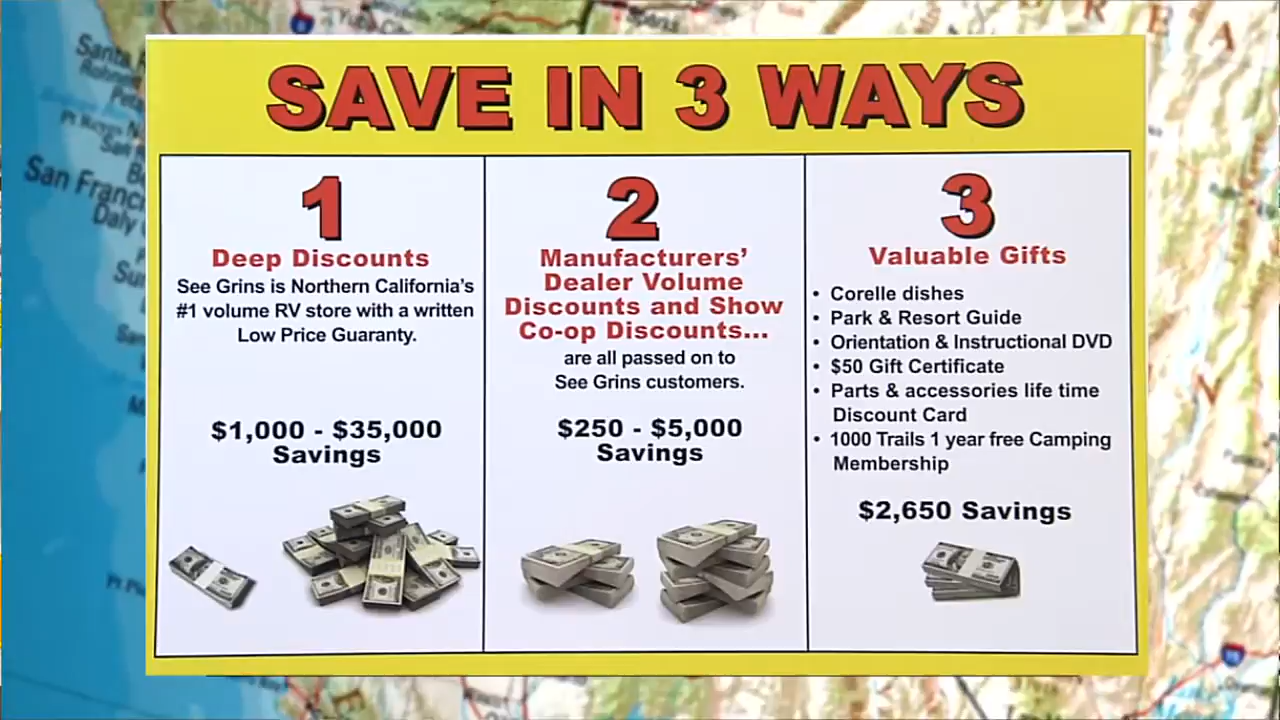 SAVE IN 3 WAYS
1
Deep Discounts
See Grins is Northern California's
#1 volume RV store with a written
Low Price Guaranty.
$1,000 - $35,000
Savings
2
Manufacturers'
Dealer Volume
Discounts and Show
Co-op Discounts...
are all passed on to
See Grins customers.
$250 - $5,000
Savings
3
Valuable Gifts
• Corelle dishes
• Park & Resort Guide
• Orientation & Instructional DVD
• $50 Gift Certificate
• Parts & accessories life time
Discount Card
• 1000 Trails 1 year free Camping
Membership
$2,650 Savings
San Franc
Daly